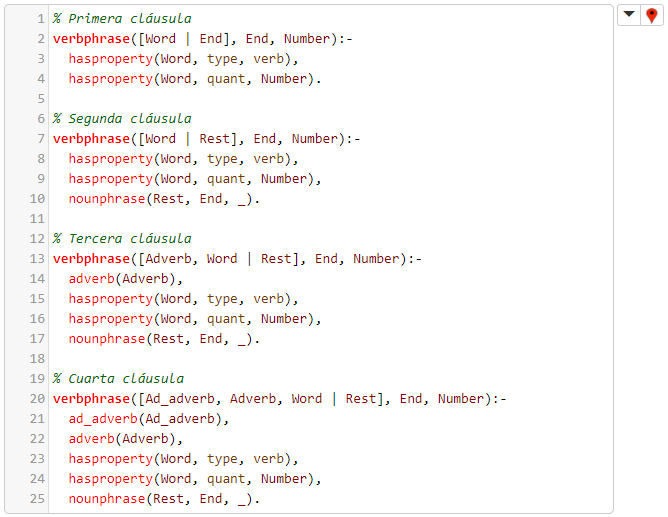 1 % Primera cláusula
2 verbphrase([Word | End], End, Number):-
3   hasproperty(Word, type, verb),
4   hasproperty(Word, quant, Number).
5
6 % Segunda cláusula
7 verbphrase([Word | Rest], End, Number):-
8   hasproperty(Word, type, verb),
9   hasproperty(Word, quant, Number),
10   nounphrase(Rest, End, _).
11
12 % Tercera cláusula
13 verbphrase([Adverb, Word | Rest], End, Number):-
14   adverb(Adverb),
15   hasproperty(Word, type, verb),
16   hasproperty(Word, quant, Number),
17   nounphrase(Rest, End, _).
18
19 % Cuarta cláusula
20 verbphrase([Ad_adverb, Adverb, Word | Rest], End, Number):-
21   ad_adverb(Ad_adverb),
22   adverb(Adverb),
23   hasproperty(Word, type, verb),
24   hasproperty(Word, quant, Number),
25   nounphrase(Rest, End, _).